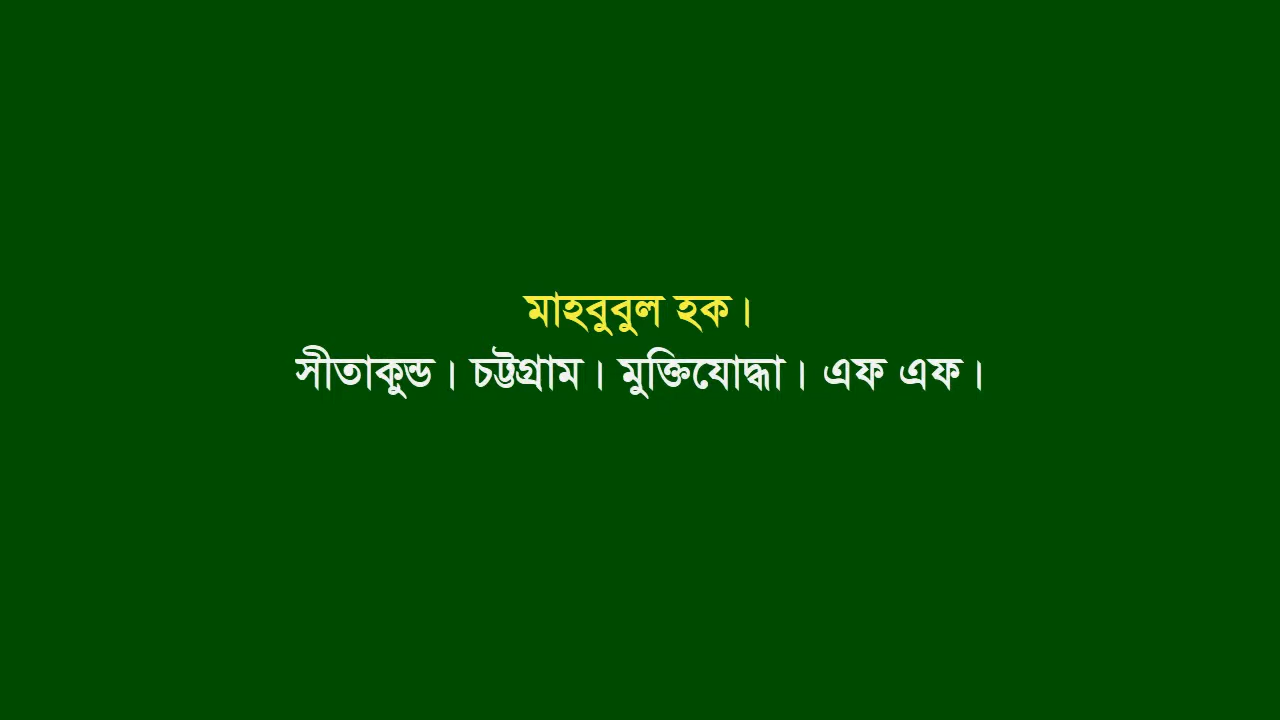 মাহবুবুল হক।
সীতাকুন্ড। চট্টগ্রাম। মুক্তিযোদ্ধা। এফ এফ।